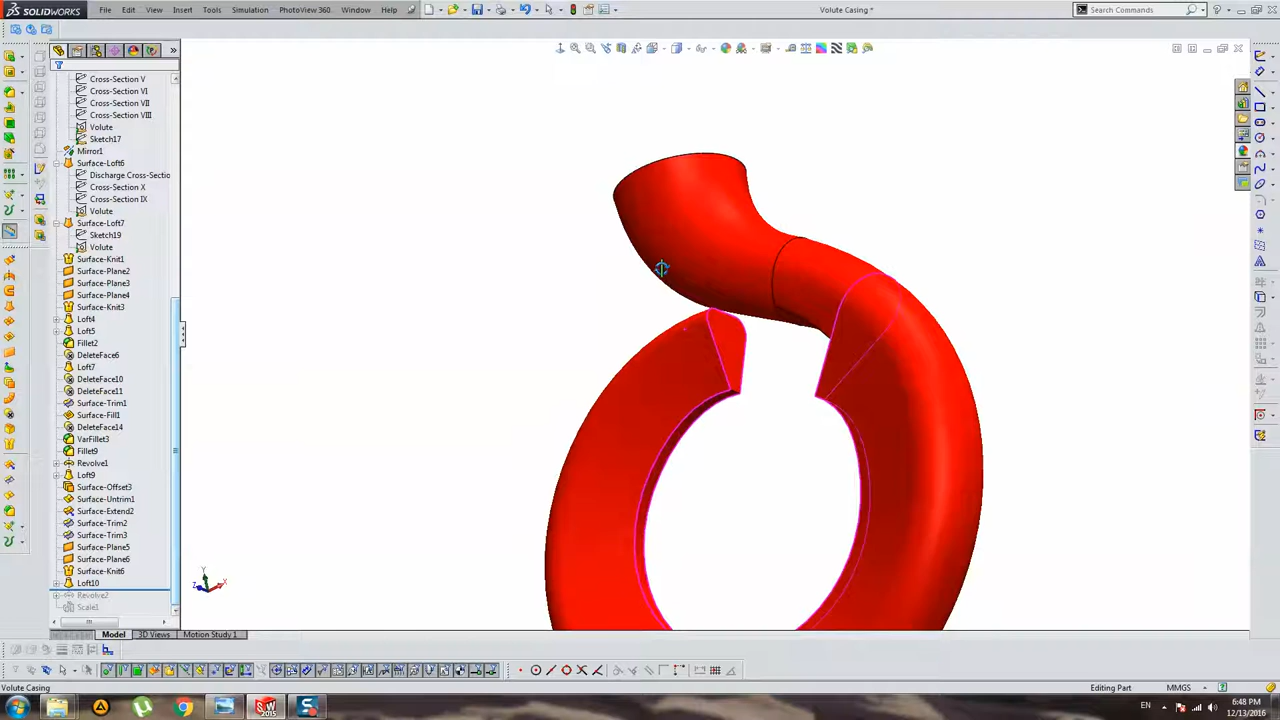 SOLIDWORKS File Edit View Insert Tools Simulation PhotoView 360 Window Help Volute Casing * Search Commands
Cross-Section V
Cross-Section VI
Cross-Section VII
Cross-Section VIII
Volute
Sketch17
Mirror1
Surface-Loft6
Discharge Cross-Sectio
Cross-Section X
Cross-Section IX
Volute
Surface-Loft7
Sketch19
Volute
Surface-Knit1
Surface-Plane2
Surface-Plane3
Surface-Plane4
Surface-Knit3
Loft4
Loft5
Fillet2
DeleteFace6
Loft7
DeleteFace10
DeleteFace11
Surface-Trim1
Surface-Fill1
DeleteFace14
VarFillet3
Fillet9
Revolve1
Loft9
Surface-Offset3
Surface-Untrim1
Surface-Extend2
Surface-Trim2
Surface-Trim3
Surface-Plane5
Surface-Plane6
Surface-Knit6
Loft10
Revolve2
Scale1
Y
Z X
Model 3D Views Motion Study 1
Volute Casing Editing Part MMGS
EN 6:48 PM
12/13/2016
2015